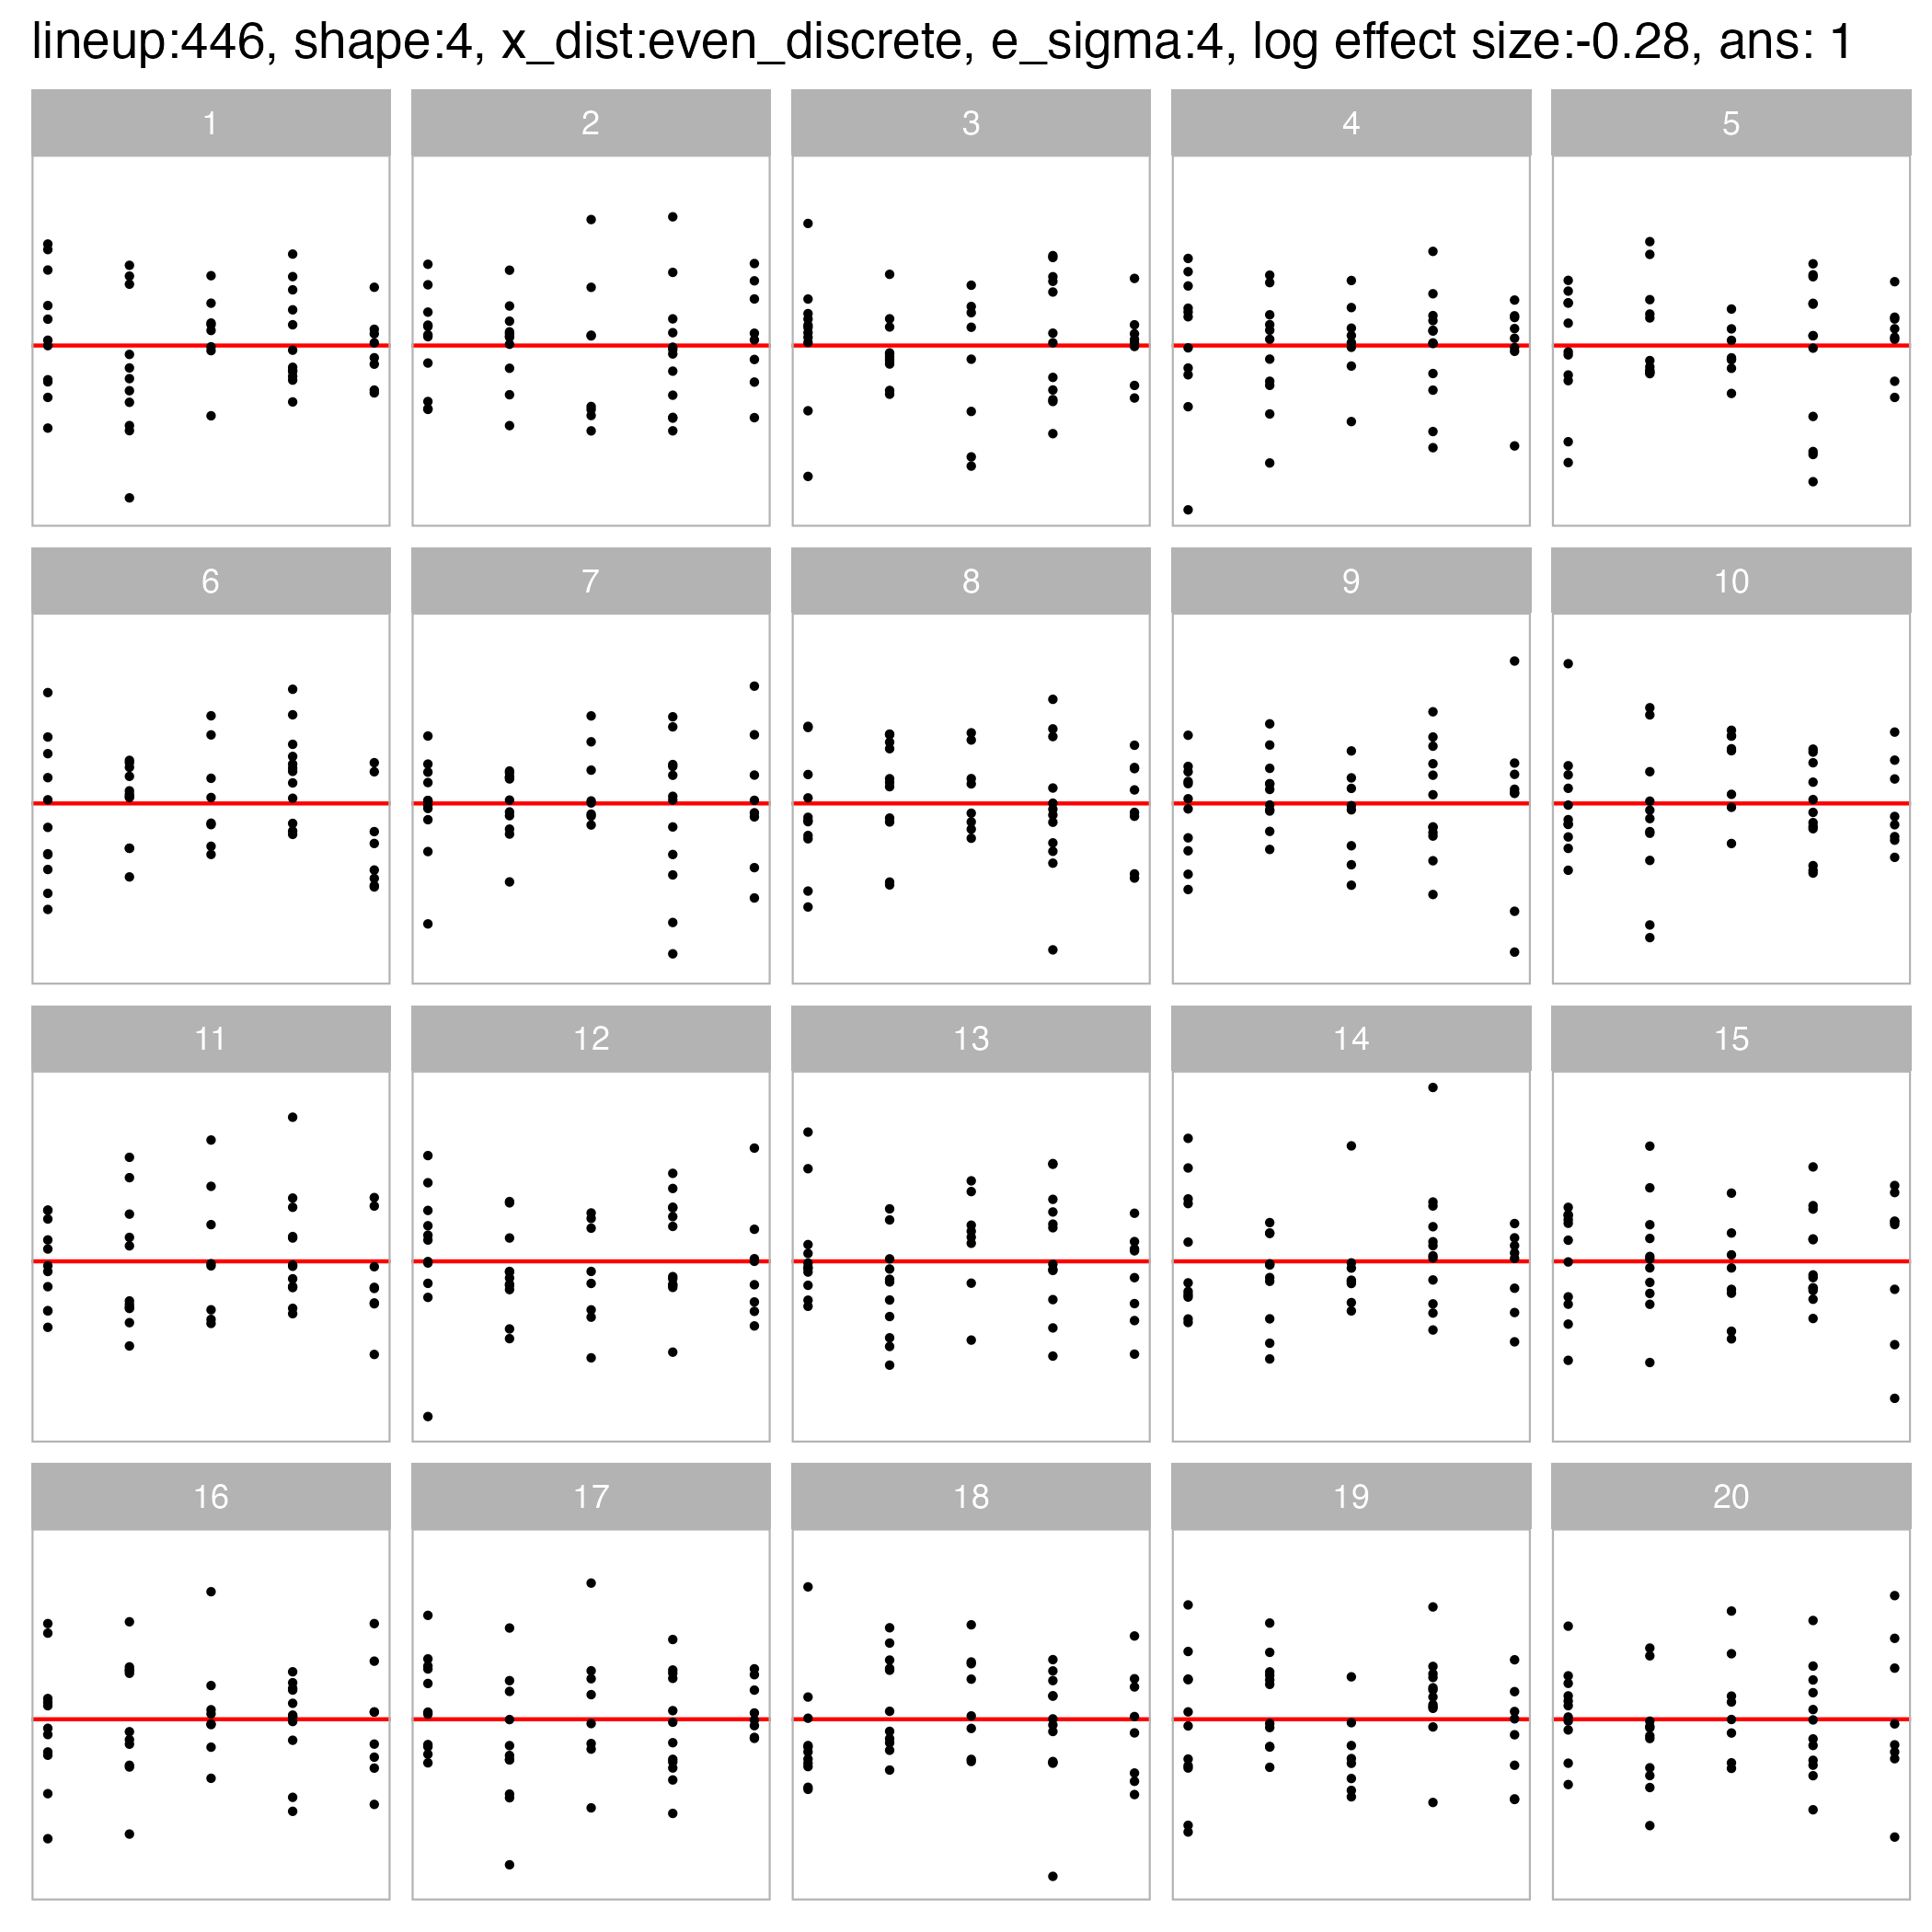 lineup:446, shape:4, x_dist:even_discrete, e_sigma:4, log effect size:-0.28, ans: 1
1 2 3 4 5
6 7 8 9 10
11 12 13 14 15
16 17 18 19 20